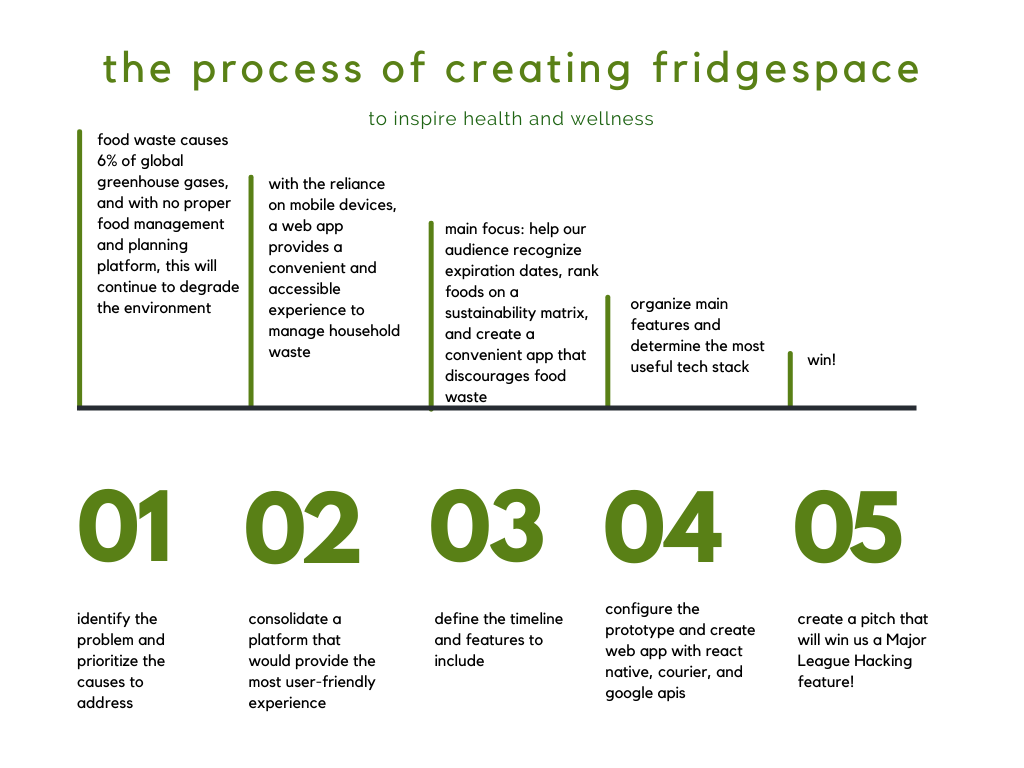 the process of creating fridgespace
to inspire health and wellness
food waste causes
6% of global
greenhouse gases,
and with no proper
food management
and planning
platform, this will
continue to degrade
the environment
with the reliance
on mobile devices,
a web app
provides a
convenient and
accessible
experience to
manage household
waste
main focus: help our
audience recognize
expiration dates, rank
foods on a
sustainability matrix,
and create a
convenient app that
discourages food
waste
organize main
features and
determine the most
useful tech stack
win!
01
identify the
problem and
prioritize the
causes to
address
02
consolidate a
platform that
would provide the
most user-friendly
experience
03
define the timeline
and features to
include
04
configure the
prototype and create
web app with react
native, courier, and
google apis
05
create a pitch that
will win us a Major
League Hacking
feature!